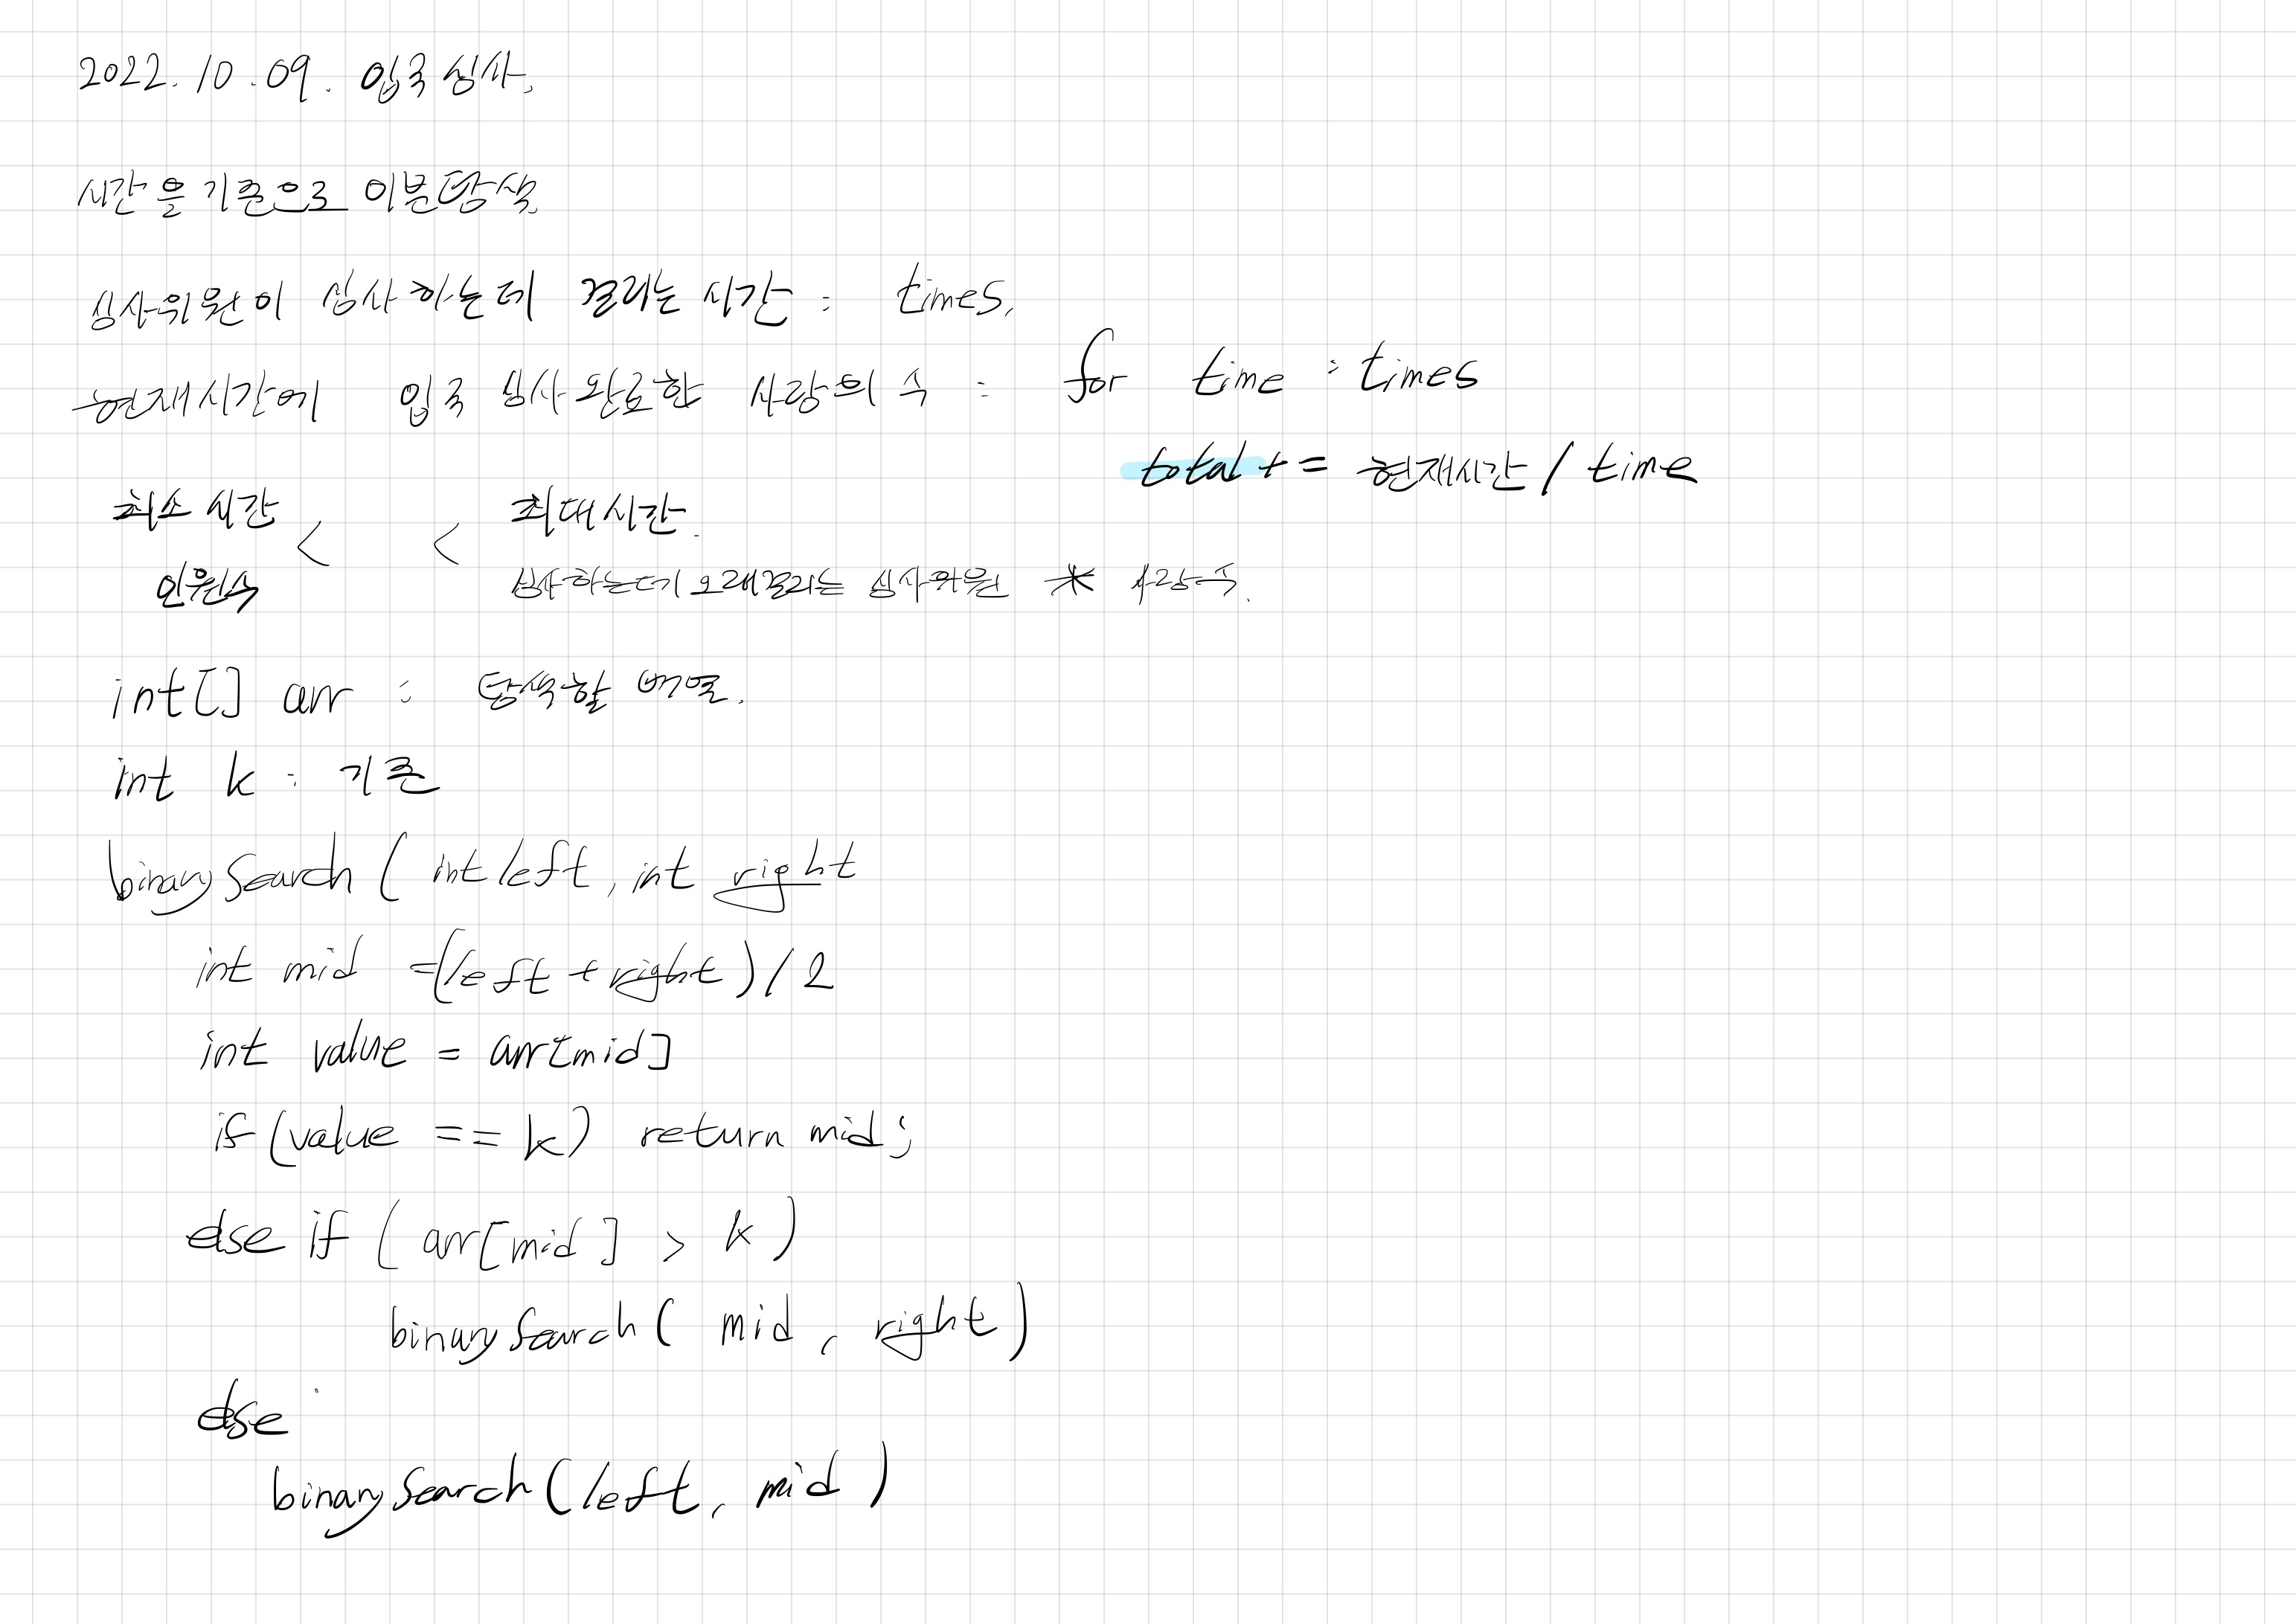 2022. 10. 09. 입국 심사.
시간을 기준으로 이분탐색.
심사위원이 심사하는데 걸리는 시간 : times.
현재시간에 입국 심사 완료한 사람의 수 : for time : times
total += 현재시간 / time
최소 시간 < < 최대시간.
인원수 심사하는데 오래걸리는 심사위원 * 사람수.
int[] arr : 탐색할 배열.
int k : 기준
binary Search ( int left, int right
int mid = (left + right) / 2
int value = arr[mid]
if (value == k) return mid;
else if ( arr[mid] > k )
binary Search ( mid, right )
else
binary Search (left, mid )